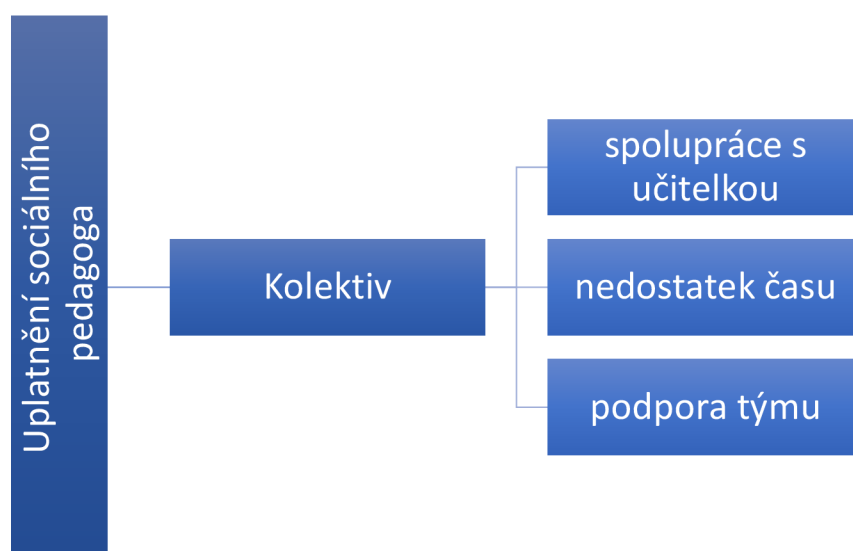 Uplatnění sociálního
pedagoga
Kolektiv
spolupráce s
učitelkou
nedostatek času
podpora týmu